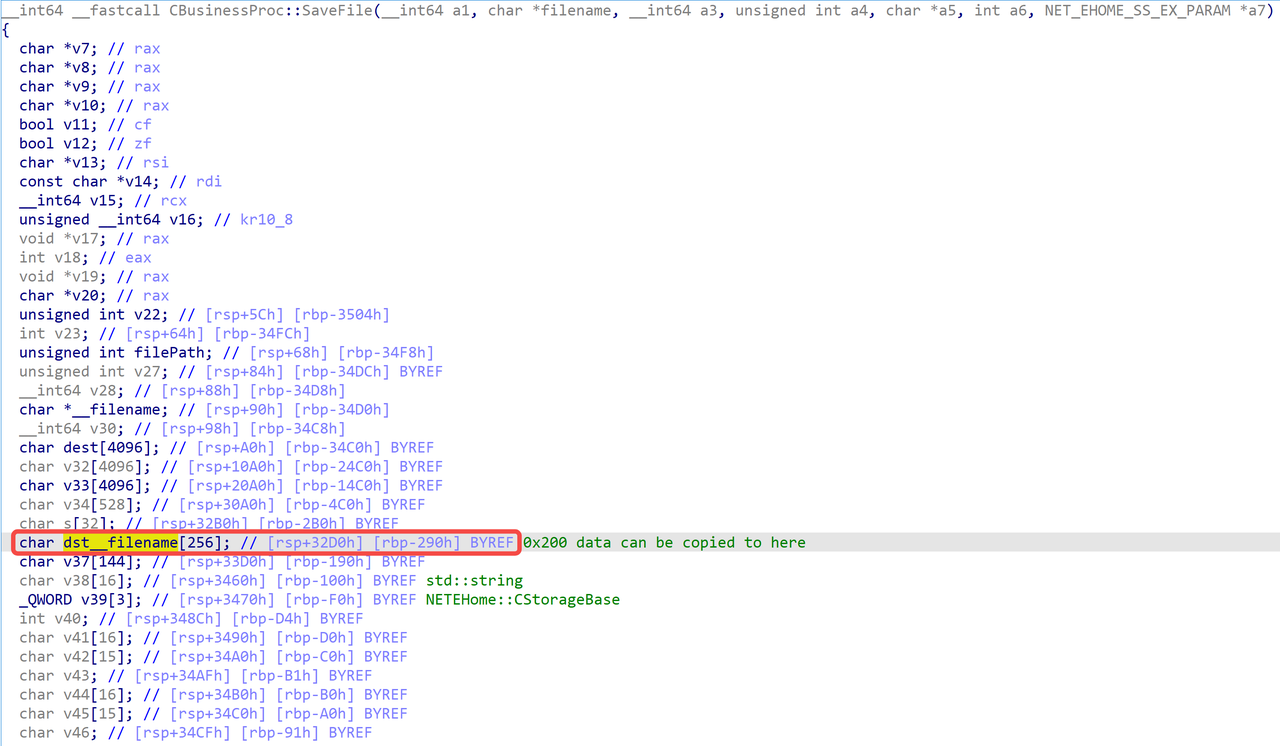 __int64 __fastcall CBusinessProc::SaveFile(__int64 a1, char *filename, __int64 a3, unsigned int a4, char *a5, int a6, NET_EHOME_SS_EX_PARAM *a7)
{
char *v7; // rax
char *v8; // rax
char *v9; // rax
char *v10; // rax
bool v11; // cf
bool v12; // zf
char *v13; // rsi
const char *v14; // rdi
__int64 v15; // rcx
unsigned __int64 v16; // kr10_8
void *v17; // rax
int v18; // eax
void *v19; // rax
char *v20; // rax
unsigned int v22; // [rsp+5Ch] [rbp-3504h]
int v23; // [rsp+64h] [rbp-34FCh]
unsigned int filePath; // [rsp+68h] [rbp-34F8h]
unsigned int v27; // [rsp+84h] [rbp-34DCh] BYREF
__int64 v28; // [rsp+88h] [rbp-34D8h]
char *__filename; // [rsp+90h] [rbp-34D0h]
__int64 v30; // [rsp+98h] [rbp-34C8h]
char dest[4096]; // [rsp+A0h] [rbp-34C0h] BYREF
char v32[4096]; // [rsp+10A0h] [rbp-24C0h] BYREF
char v33[4096]; // [rsp+20A0h] [rbp-14C0h] BYREF
char v34[528]; // [rsp+30A0h] [rbp-4C0h] BYREF
char s[32]; // [rsp+32B0h] [rbp-2B0h] BYREF
char dst__filename[256]; // [rsp+32D0h] [rbp-290h] BYREF 0x200 data can be copied to here
char v37[144]; // [rsp+33D0h] [rbp-190h] BYREF
char v38[16]; // [rsp+3460h] [rbp-100h] BYREF std::string
_QWORD v39[3]; // [rsp+3470h] [rbp-F0h] BYREF NETEHome::CStorageBase
int v40; // [rsp+348Ch] [rbp-D4h] BYREF
char v41[16]; // [rsp+3490h] [rbp-D0h] BYREF
char v42[15]; // [rsp+34A0h] [rbp-C0h] BYREF
char v43; // [rsp+34AFh] [rbp-B1h] BYREF
char v44[16]; // [rsp+34B0h] [rbp-B0h] BYREF
char v45[15]; // [rsp+34C0h] [rbp-A0h] BYREF
char v46; // [rsp+34CFh] [rbp-91h] BYREF